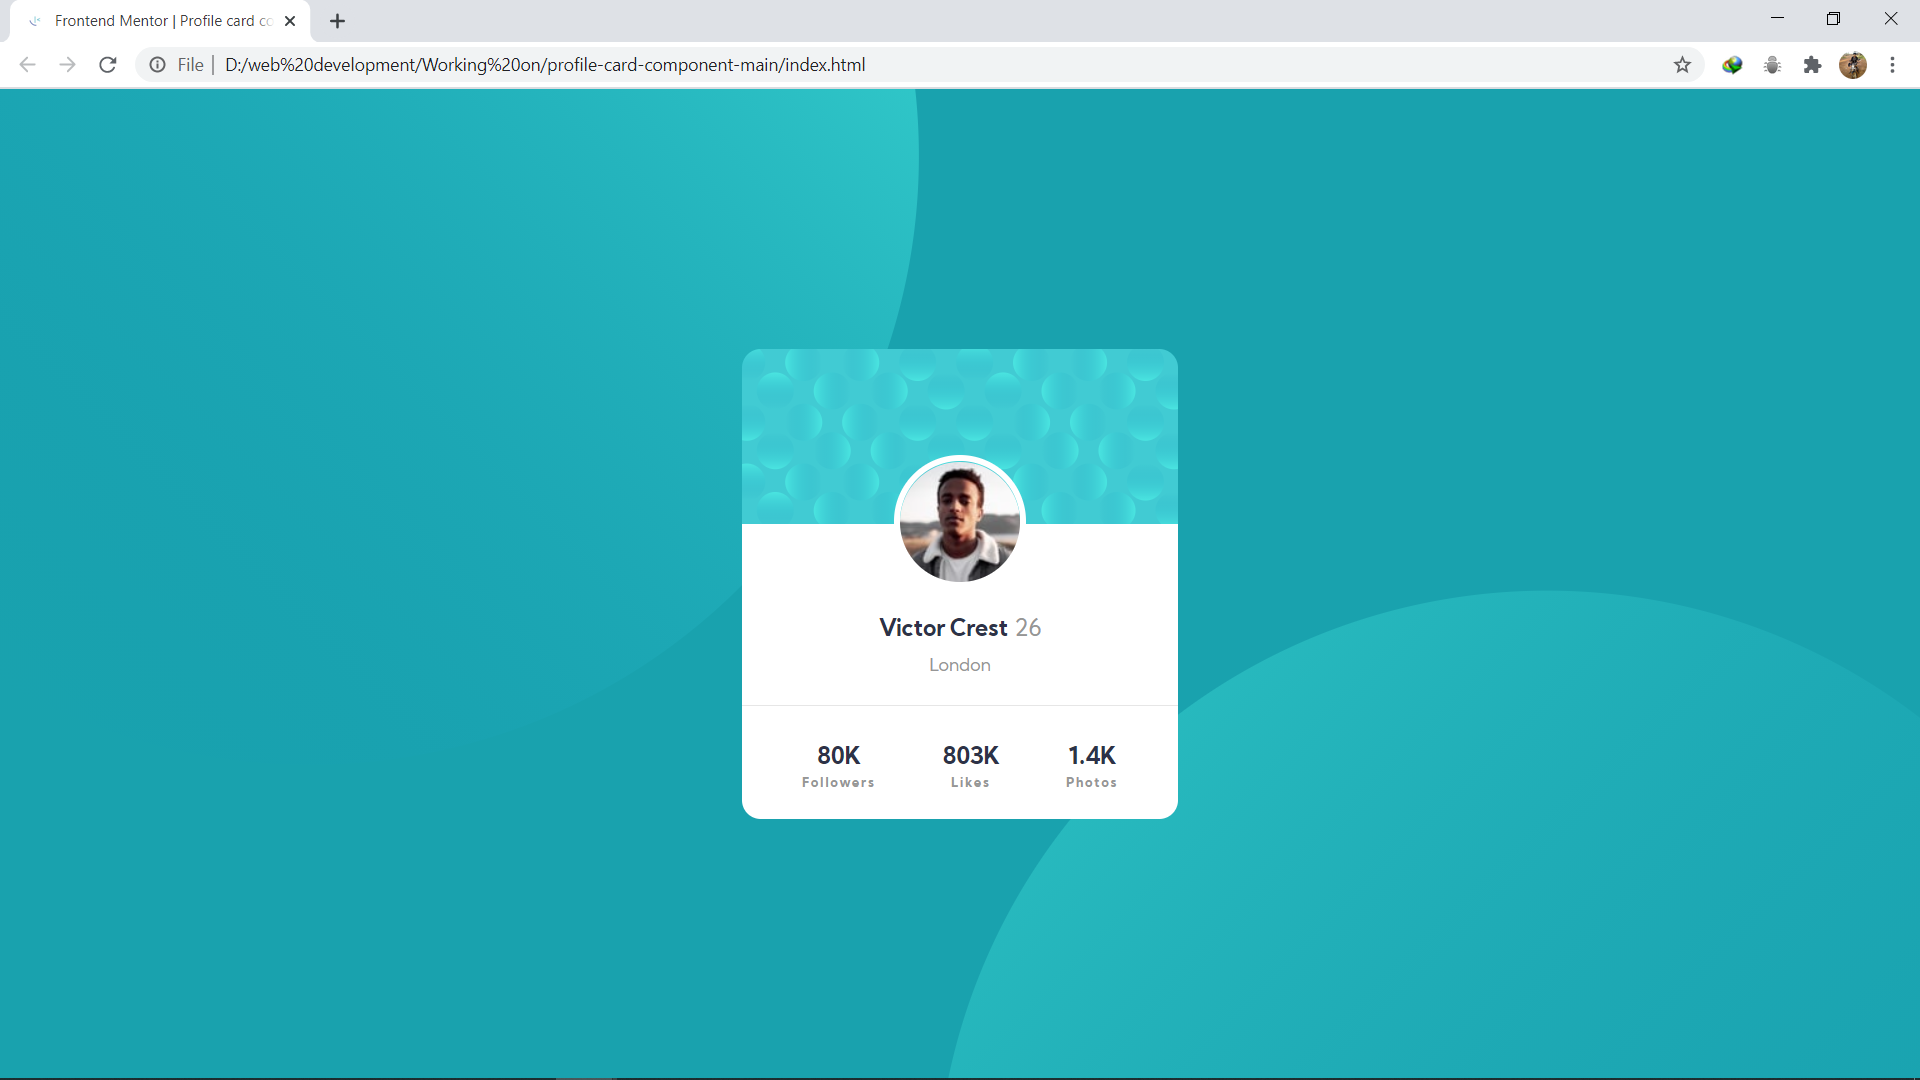 Frontend Mentor | Profile card co
File | D:/web%20development/Working%20on/profile-card-component-main/index.html
Victor Crest 26
London
80K 803K 1.4K
Followers Likes Photos